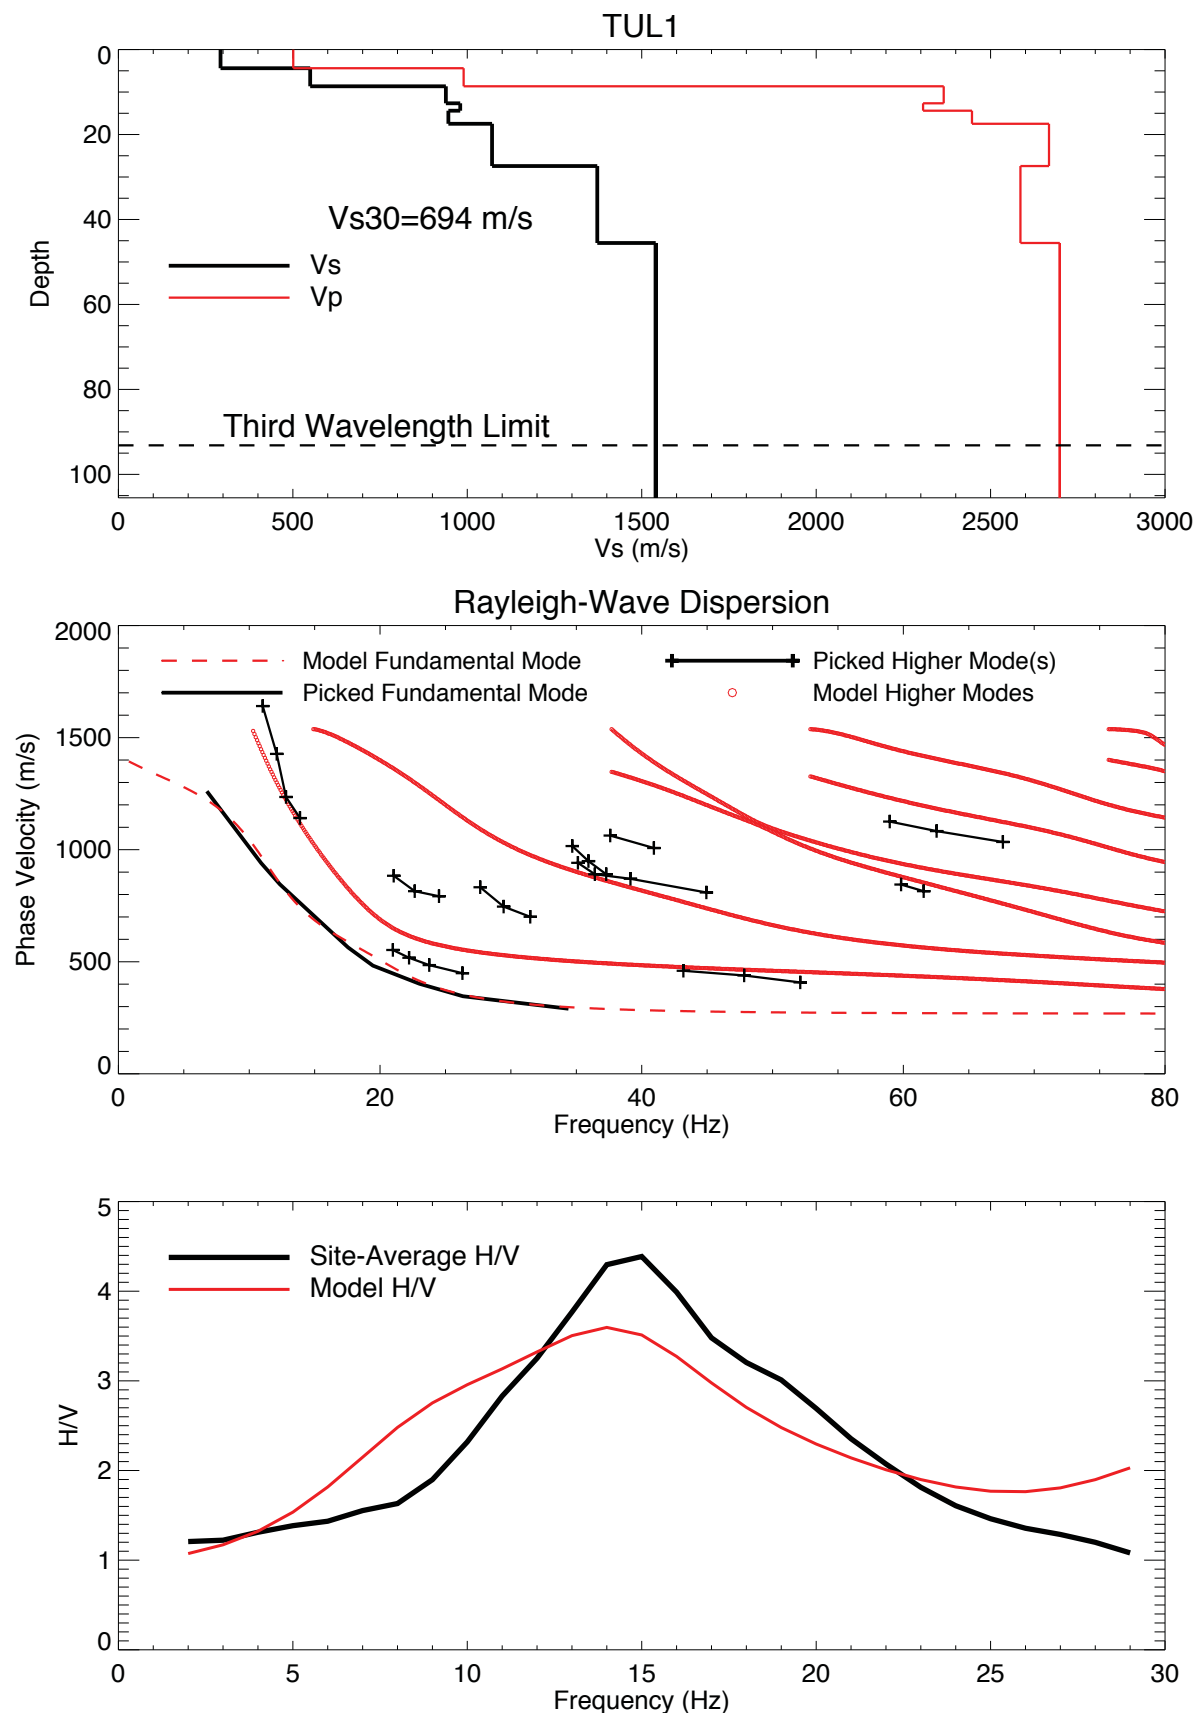 TUL1
0
20
40
60
80
100
Depth
Vs30=694 m/s
Vs
Vp
Third Wavelength Limit
0 500 1000 1500 2000 2500 3000
Vs (m/s)
Rayleigh-Wave Dispersion
2000
1500
1000
500
0
Phase Velocity (m/s)
Model Fundamental Mode
Picked Fundamental Mode
Picked Higher Mode(s)
Model Higher Modes
0 20 40 60 80
Frequency (Hz)
5
4
3
2
1
0
H/V
Site-Average H/V
Model H/V
0 5 10 15 20 25 30
Frequency (Hz)